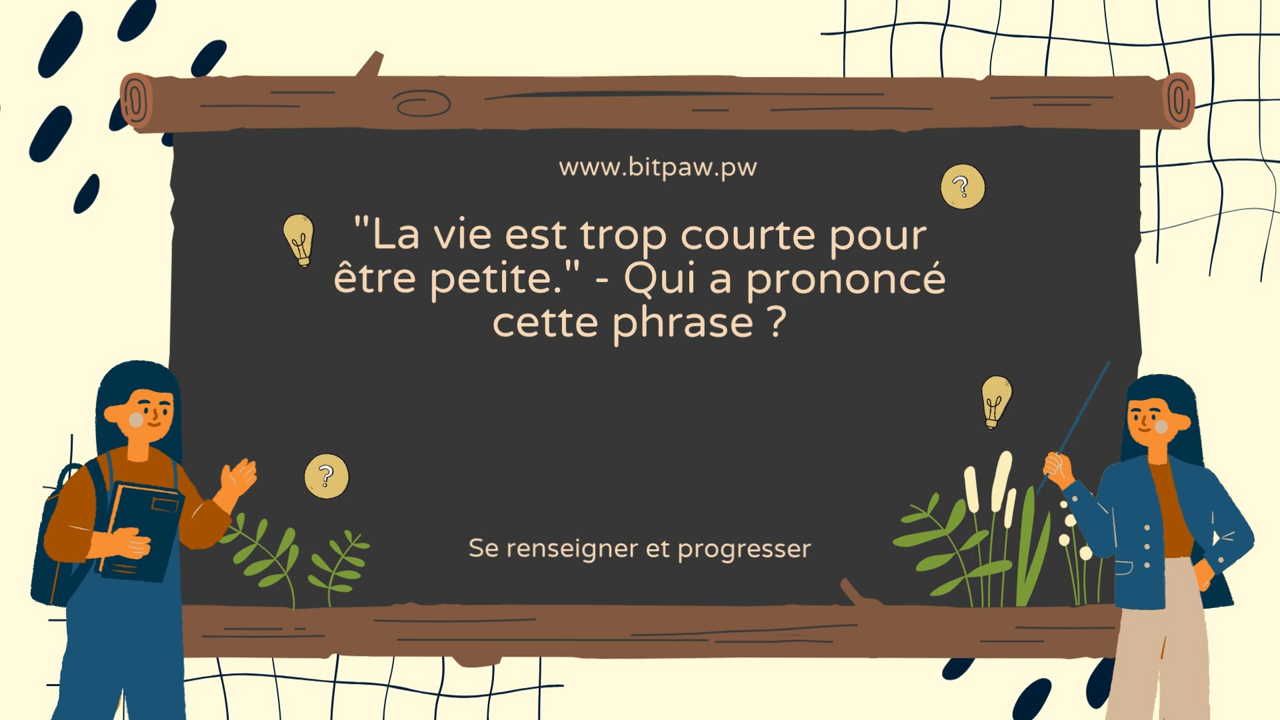 www.bitpaw.pw
"La vie est trop courte pour
être petite." - Qui a prononcé
cette phrase ?
Se renseigner et progresser